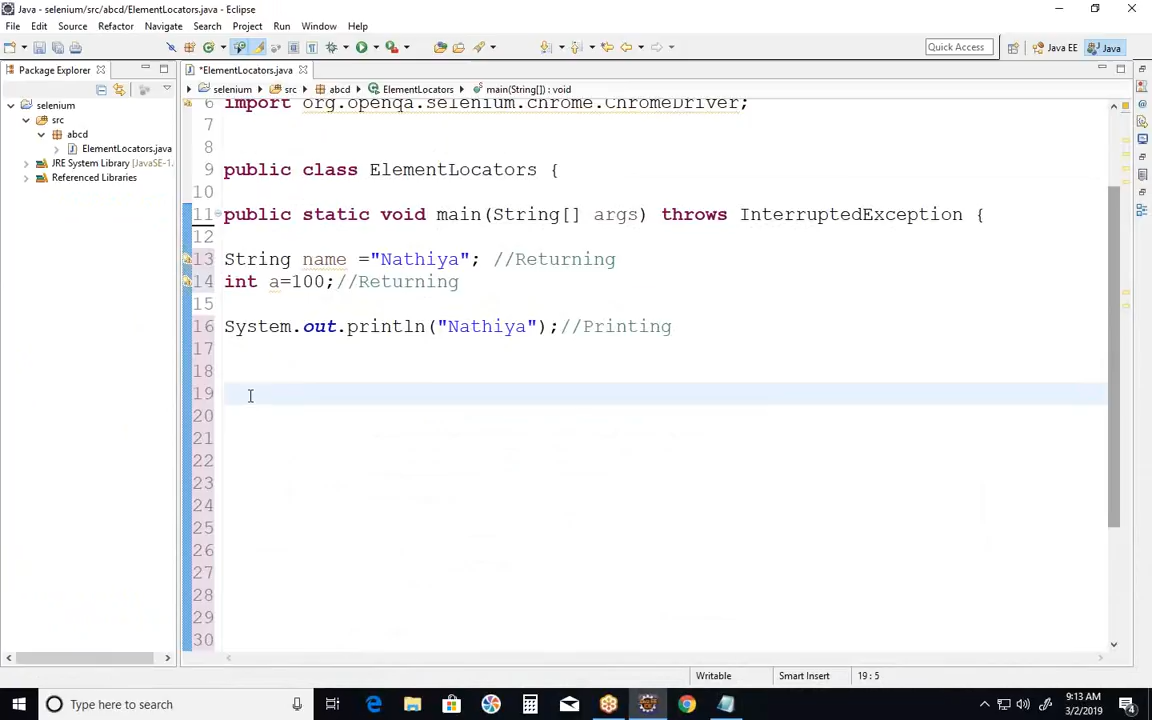 Java - selenium/src/abcd/ElementLocators.java - Eclipse
File Edit Source Refactor Navigate Search Project Run Window Help
Quick Access
Java EE
Java
Package Explorer
*ElementLocators.java
selenium
src
abcd
ElementLocators
main(String[]) : void
selenium
src
abcd
ElementLocators.java
JRE System Library [JavaSE-1.
Referenced Libraries
6 import org.openqa.selenium.chrome.ChromeDriver;
7
8
9 public class ElementLocators {
10
11 public static void main(String[] args) throws InterruptedException {
12
13 String name ="Nathiya"; //Returning
14 int a=100;//Returning
15
16 System.out.println("Nathiya");//Printing
17
18
19
20
21
22
23
24
25
26
27
28
29
30
Writable
Smart Insert
19 : 5
Type here to search
9:13 AM
3/2/2019
4